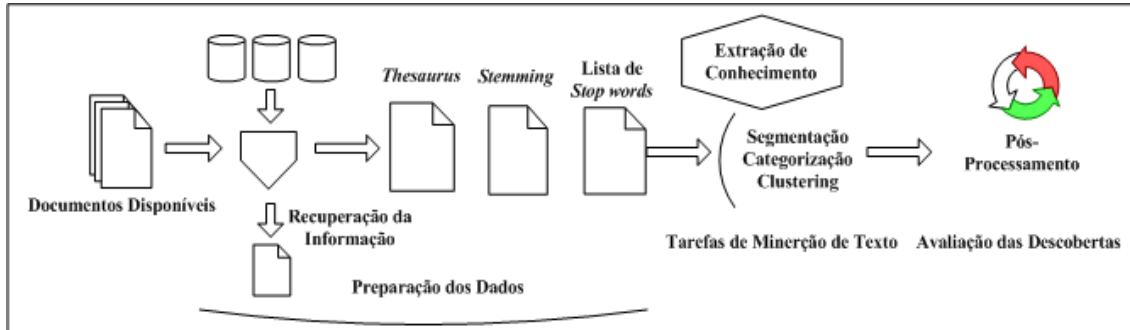 Documentos Disponíveis
Recuperação da
Informação
Preparação dos Dados
Thesaurus
Stemming
Lista de
Stop words
Extração de
Conhecimento
Segmentação
Categorização
Clustering
Tarefas de Minerção de Texto
Pós-
Processamento
Avaliação das Descobertas